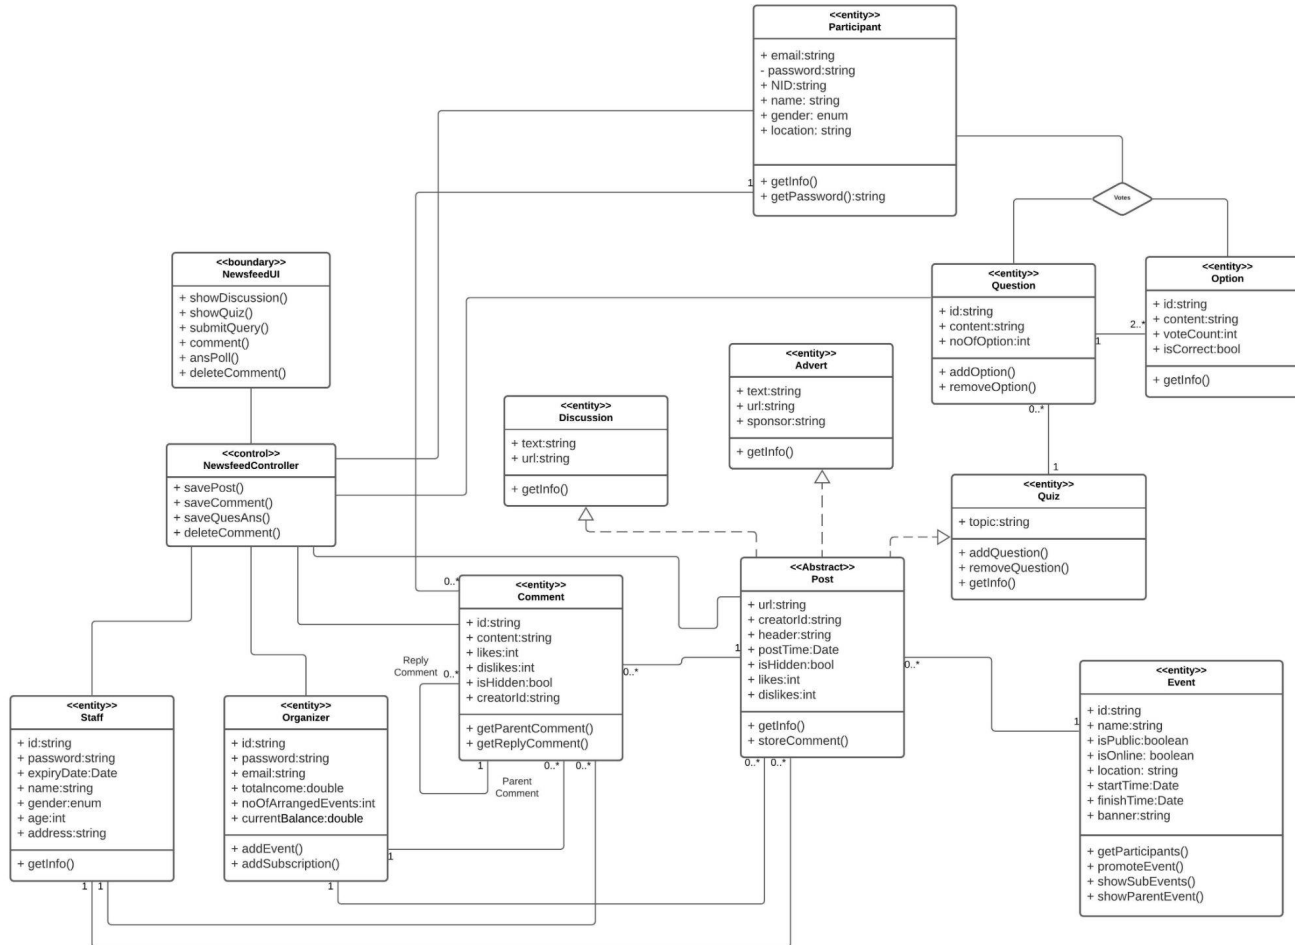 <<entity>>
Participant
+ email:string
- password:string
+ NID:string
+ name: string
+ gender: enum
+ location: string
+ getInfo()
+ getPassword():string
1
Votes
<<boundary>>
NewsfeedUI
+ showDiscussion()
+ showQuiz()
+ submitQuery()
+ comment()
+ ansPoll()
+ deleteComment()
<<entity>>
Question
+ id:string
+ content:string
+ noOfOption:int
+ addOption()
+ removeOption()
1
2..*
0..*
<<entity>>
Option
+ id:string
+ content:string
+ voteCount:int
+ isCorrect:bool
+ getInfo()
<<entity>>
Advert
+ text:string
+ url:string
+ sponsor:string
+ getInfo()
<<entity>>
Discussion
+ text:string
+ url:string
+ getInfo()
<<control>>
NewsfeedController
+ savePost()
+ saveComment()
+ saveQuesAns()
+ deleteComment()
1
<<entity>>
Quiz
+ topic:string
+ addQuestion()
+ removeQuestion()
+ getInfo()
0..*
<<entity>>
Comment
+ id:string
+ content:string
+ likes:int
+ dislikes:int
+ isHidden:bool
+ creatorId:string
+ getParentComment()
+ getReplyComment()
Reply
Comment
0..*
1
Parent
Comment
0..*
0..*
0..*
1
<<Abstract>>
Post
+ url:string
+ creatorId:string
+ header:string
+ postTime:Date
+ isHidden:bool
+ likes:int
+ dislikes:int
+ getInfo()
+ storeComment()
0..*
0..*
0..*
1
<<entity>>
Event
+ id:string
+ name:string
+ isPublic:boolean
+ isOnline: boolean
+ location: string
+ startTime:Date
+ finishTime:Date
+ banner:string
+ getParticipants()
+ promoteEvent()
+ showSubEvents()
+ showParentEvent()
<<entity>>
Staff
+ id:string
+ password:string
+ expiryDate:Date
+ name:string
+ gender:enum
+ age:int
+ address:string
+ getInfo()
1
1
<<entity>>
Organizer
+ id:string
+ password:string
+ email:string
+ totalIncome:double
+ noOfArrangedEvents:int
+ currentBalance:double
+ addEvent()
+ addSubscription()
1
1